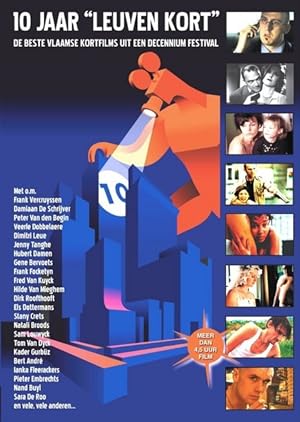 10 JAAR "LEUVEN KORT"
DE BESTE VLAAMSE KORTFILMS UIT EEN DECENNIUM FESTIVAL
10
Met o.m.
Frank Vercruyssen
Damiaan De Schrijver
Peter Van den Begin
Veerle Dobbelaere
Dimitri Leue
Jenny Tanghe
Hubert Damen
Gene Bervoets
Frank Focketyn
Fred Van Kuyck
Hilde Van Mieghem
Dirk Roofthooft
Els Dottermans
Stany Crets
Natali Broods
Sam Louwyck
Tom Van Dyck
Kader Gurbüz
Bert André
Ianka Fleerackers
Pieter Embrechts
Nand Buyl
Sara De Roo
en vele, vele anderen...
MEER
DAN
4,5 UUR
FILM